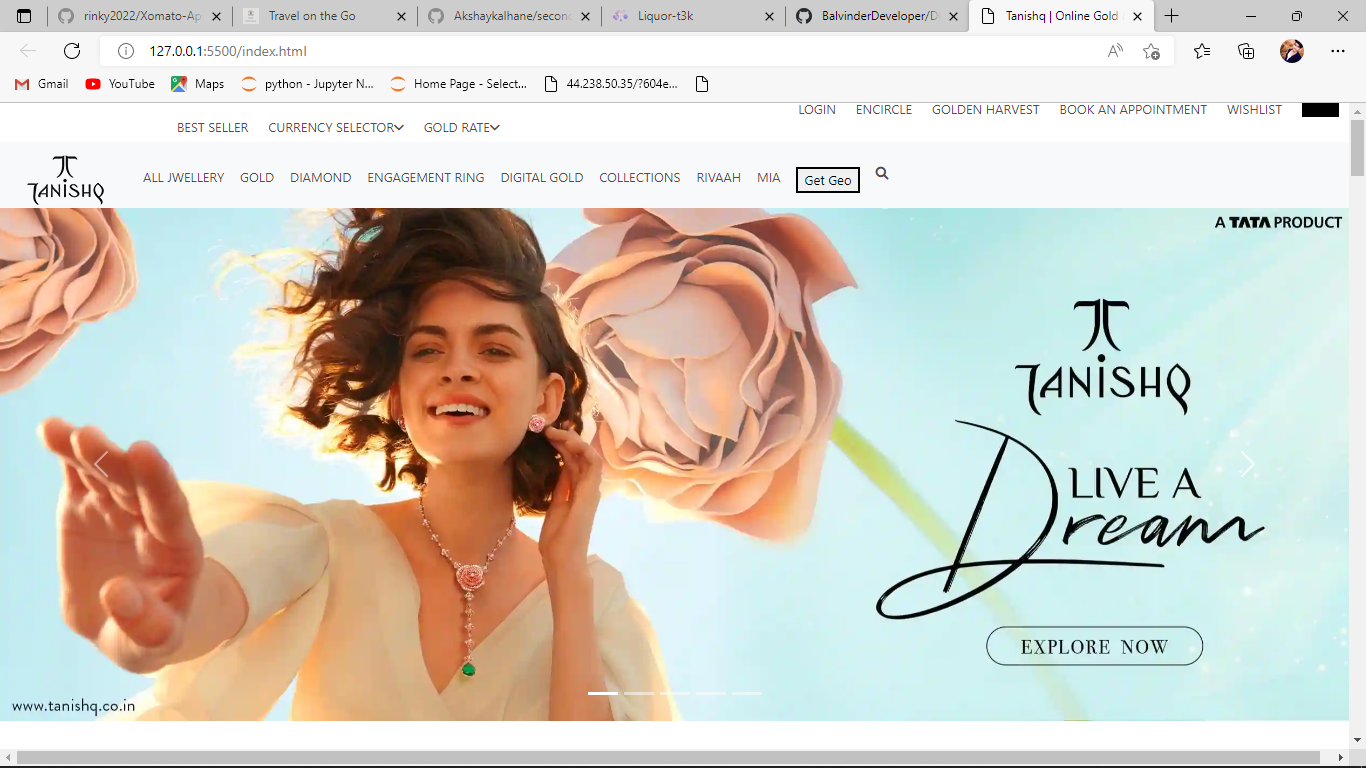 rinky2022/Xomato-Ap
Travel on the Go
Akshaykalhane/secon
Liquor-t3k
BalvinderDeveloper/D
Tanishq | Online Gold
127.0.0.1:5500/index.html
Gmail
YouTube
Maps
python - Jupyter N...
Home Page - Select...
44.238.50.35/?604e...
LOGIN ENCIRCLE GOLDEN HARVEST BOOK AN APPOINTMENT WISHLIST
BEST SELLER CURRENCY SELECTOR GOLD RATE
TANISHQ
ALL JWELLERY GOLD DIAMOND ENGAGEMENT RING DIGITAL GOLD COLLECTIONS RIVAAH MIA Get Geo
A TATA PRODUCT
TANISHQ
LIVE A
Dream
EXPLORE NOW
www.tanishq.co.in